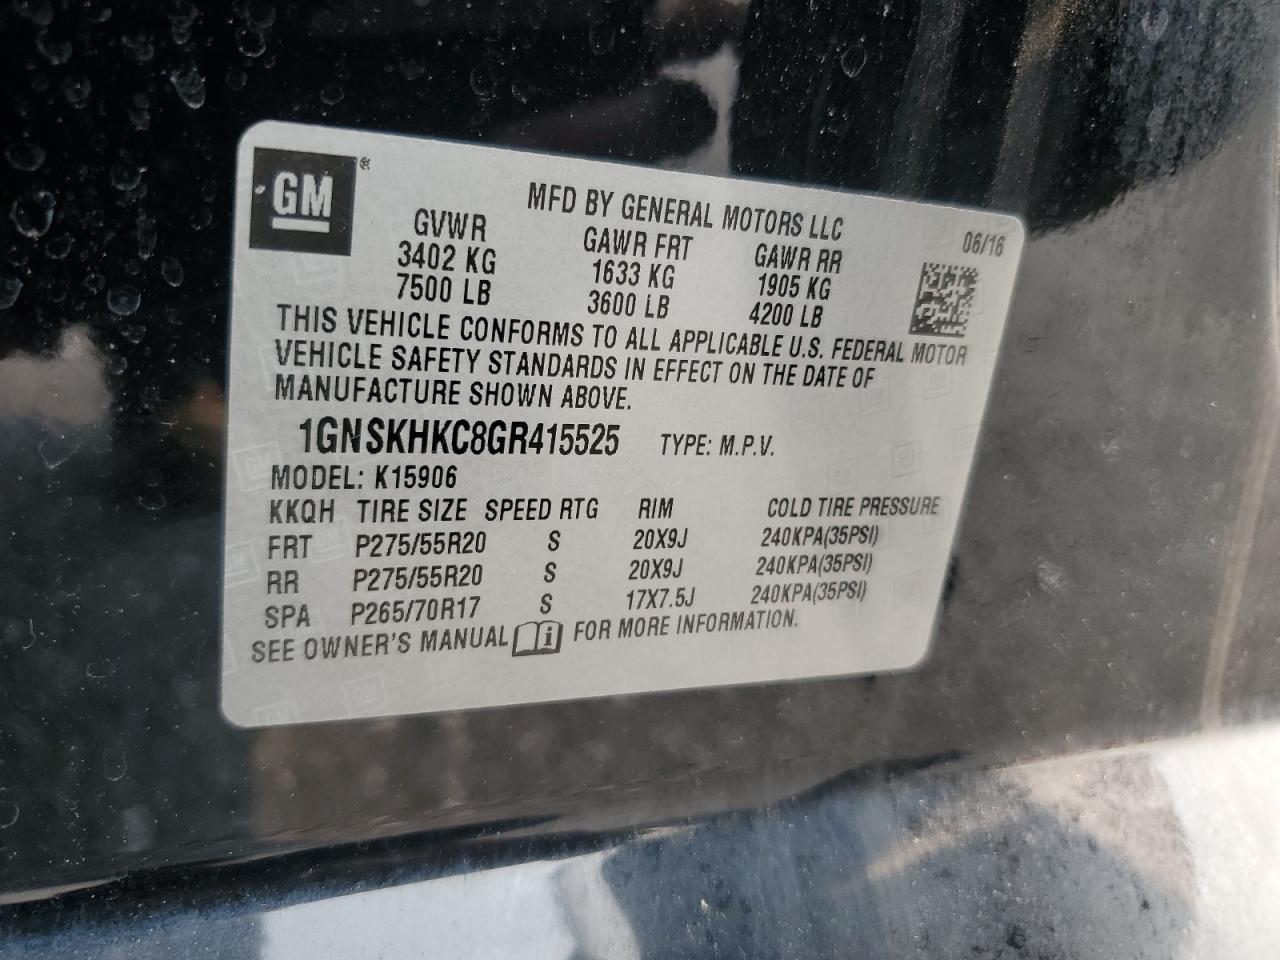 GM®
MFD BY GENERAL MOTORS LLC
06/16
GVWR GAWR FRT GAWR RR
3402 KG 1633 KG 1905 KG
7500 LB 3600 LB 4200 LB
THIS VEHICLE CONFORMS TO ALL APPLICABLE U.S. FEDERAL MOTOR
VEHICLE SAFETY STANDARDS IN EFFECT ON THE DATE OF
MANUFACTURE SHOWN ABOVE.
1GNSKHKC8GR415525 TYPE: M.P.V.
MODEL: K15906
KKQH TIRE SIZE SPEED RTG RIM COLD TIRE PRESSURE
FRT P275/55R20 S 20X9J 240KPA(35PSI)
RR P275/55R20 S 20X9J 240KPA(35PSI)
SPA P265/70R17 S 17X7.5J 240KPA(35PSI)
SEE OWNER'S MANUAL i FOR MORE INFORMATION.